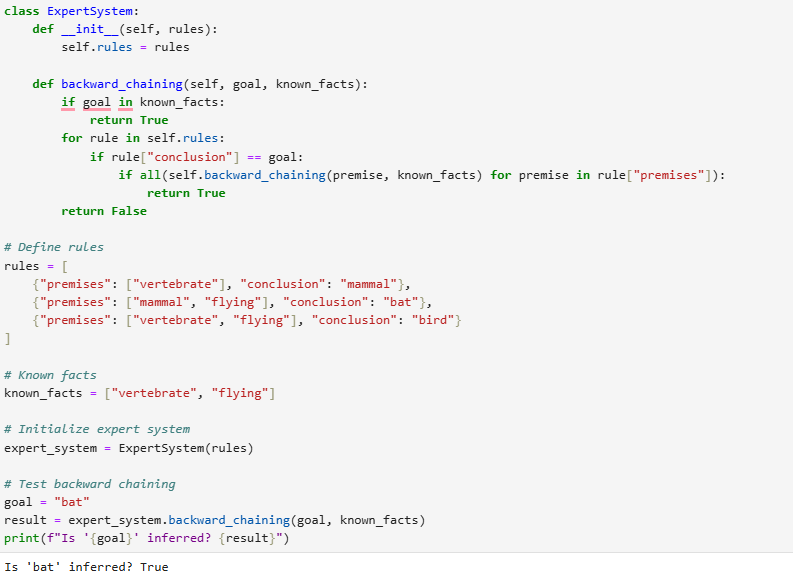 class ExpertSystem:
    def __init__(self, rules):
        self.rules = rules
    def backward_chaining(self, goal, known_facts):
        if goal in known_facts:
            return True
        for rule in self.rules:
            if rule["conclusion"] == goal:
                if all(self.backward_chaining(premise, known_facts) for premise in rule["premises"]):
                    return True
        return False
# Define rules
rules = [
    {"premises": ["vertebrate"], "conclusion": "mammal"},
    {"premises": ["mammal", "flying"], "conclusion": "bat"},
    {"premises": ["vertebrate", "flying"], "conclusion": "bird"}
]
# Known facts
known_facts = ["vertebrate", "flying"]
# Initialize expert system
expert_system = ExpertSystem(rules)
# Test backward chaining
goal = "bat"
result = expert_system.backward_chaining(goal, known_facts)
print(f"Is '{goal}' inferred? {result}")
Is 'bat' inferred? True